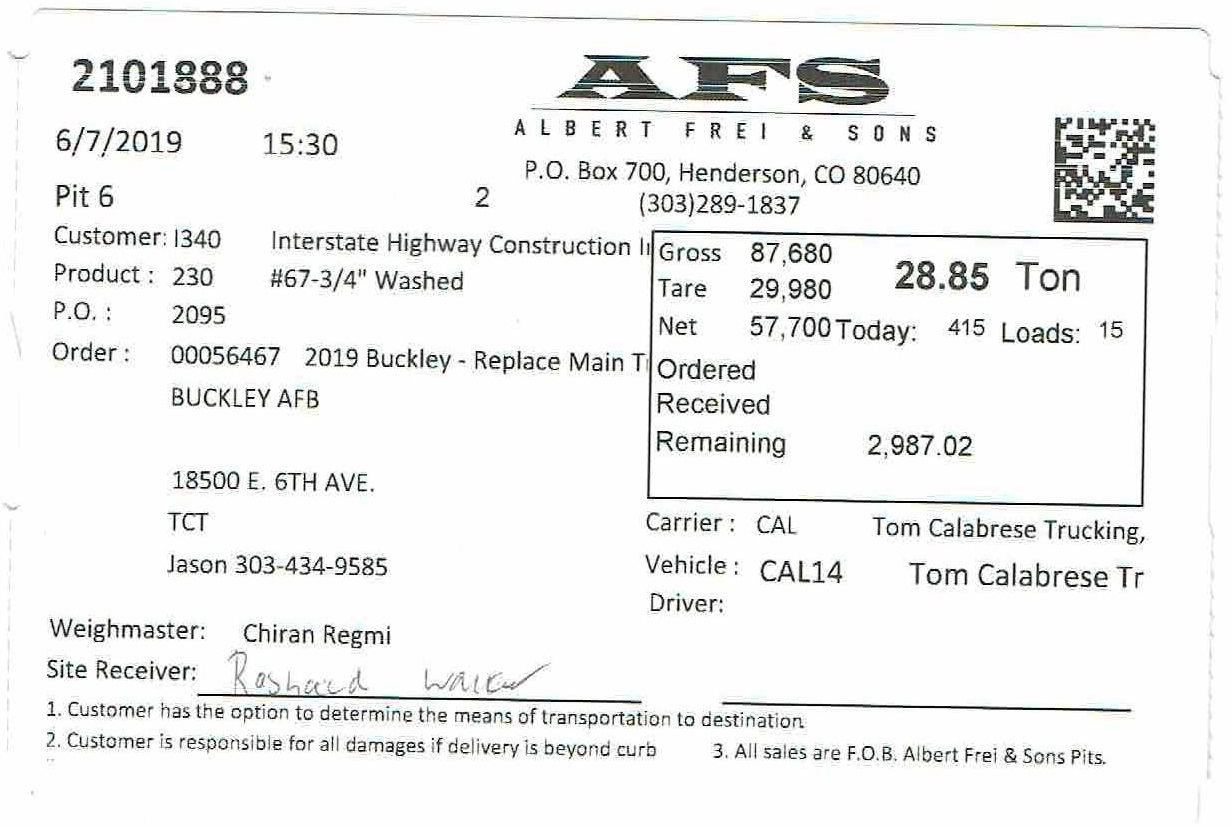 2101888
AFS
ALBERT FREI & SONS
6/7/2019 15:30
P.O. Box 700, Henderson, CO 80640
Pit 6 2 (303)289-1837
Customer: I340 Interstate Highway Construction I
Product : 230 #67-3/4" Washed
P.O. : 2095
Order : 00056467 2019 Buckley - Replace Main T
BUCKLEY AFB
18500 E. 6TH AVE.
TCT
Jason 303-434-9585
Gross 87,680 28.85 Ton
Tare 29,980
Net 57,700 Today: 415 Loads: 15
Ordered
Received
Remaining 2,987.02
Carrier : CAL Tom Calabrese Trucking,
Vehicle : CAL14 Tom Calabrese Tr
Driver:
Weighmaster: Chiran Regmi
Site Receiver: Rashard Walker
1. Customer has the option to determine the means of transportation to destination
2. Customer is responsible for all damages if delivery is beyond curb 3. All sales are F.O.B. Albert Frei & Sons Pits.